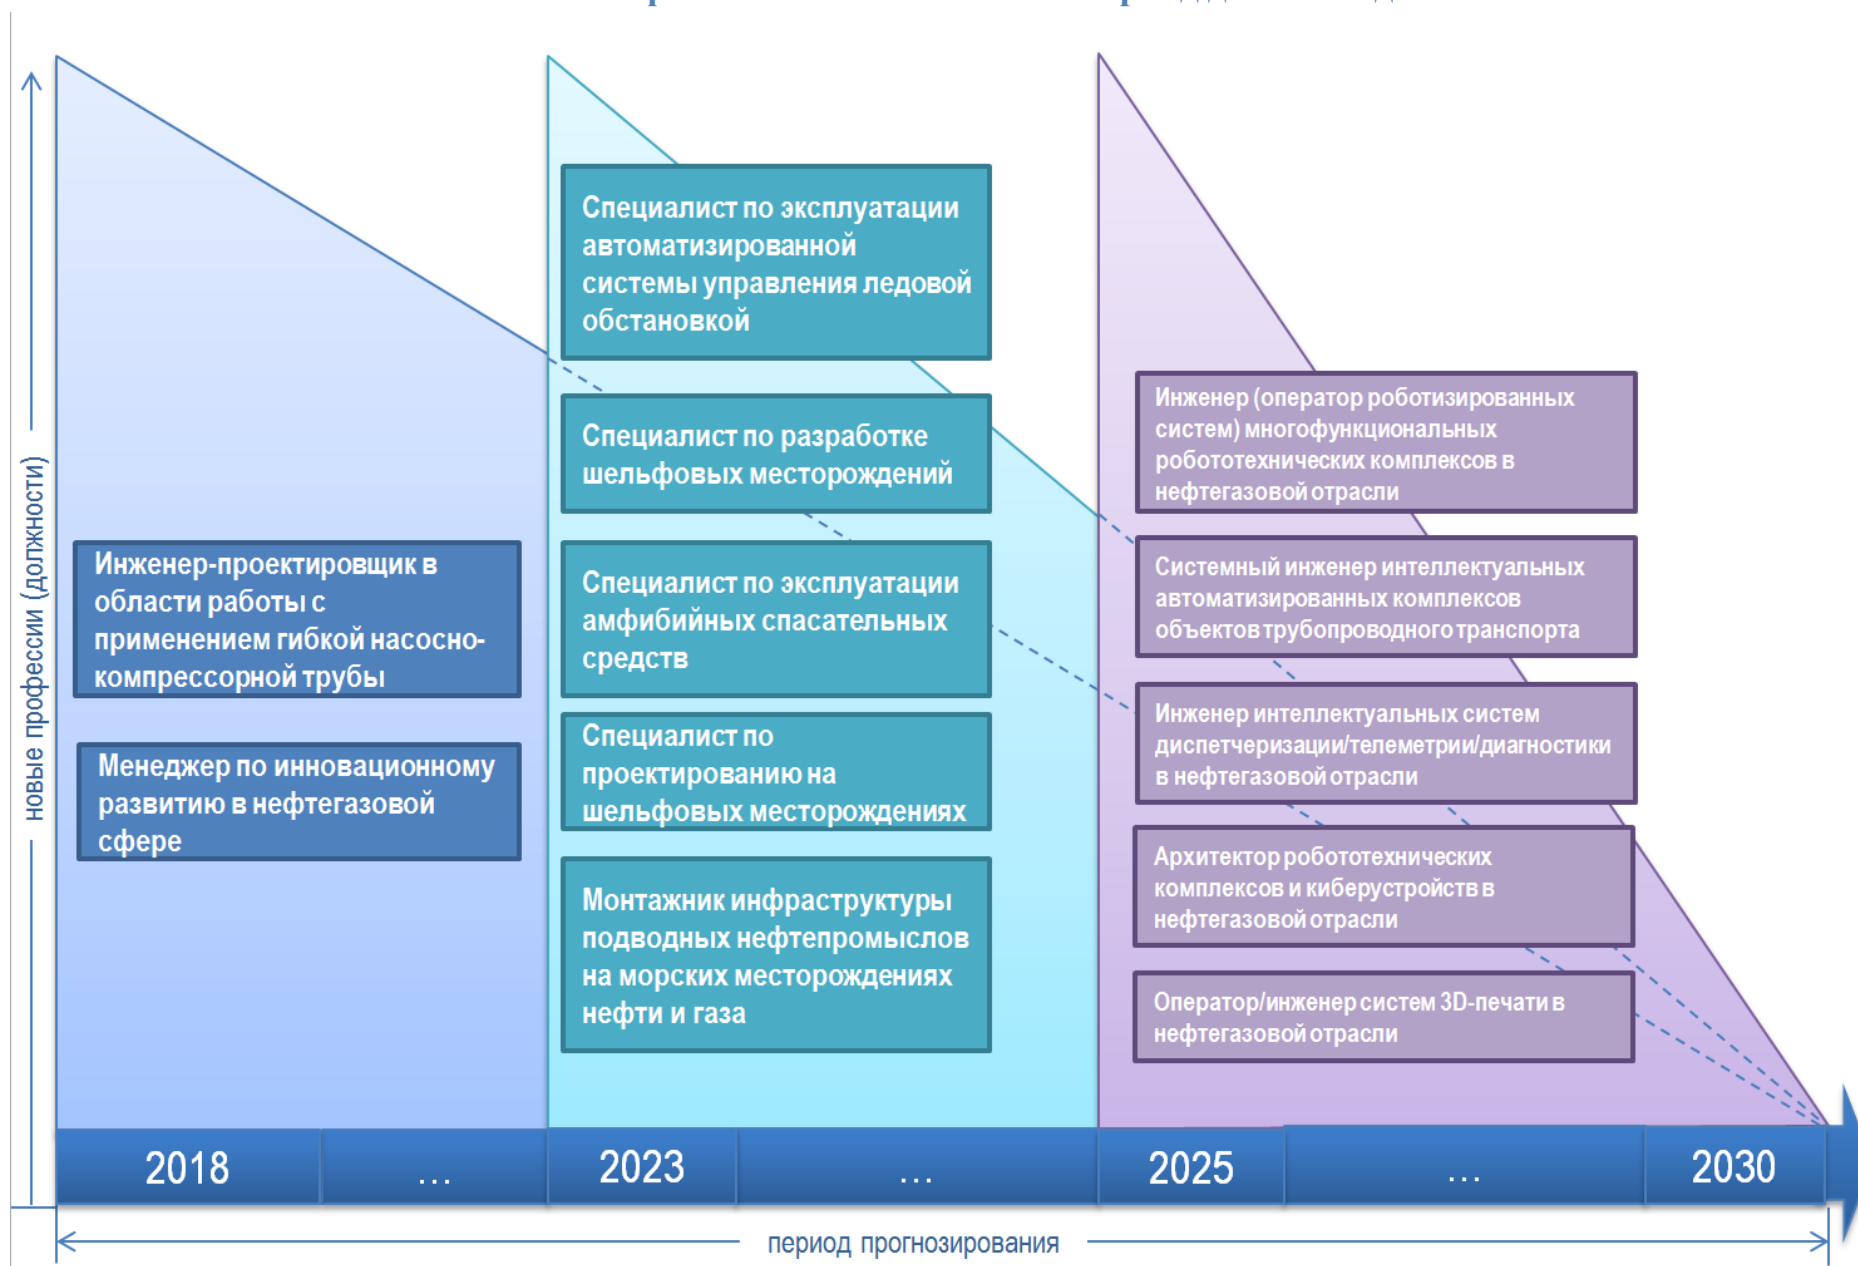 новые профессии (должности)
Инженер-проектировщик в
области работы с
применением гибкой насосно-
компрессорной трубы
Менеджер по инновационному
развитию в нефтегазовой
сфере
Специалист по эксплуатации
автоматизированной
системы управления ледовой
обстановкой
Специалист по разработке
шельфовых месторождений
Специалист по эксплуатации
амфибийных спасательных
средств
Специалист по
проектированию на
шельфовых месторождениях
Монтажник инфраструктуры
подводных нефтепромыслов
на морских месторождениях
нефти и газа
Инженер (оператор роботизированных
систем) многофункциональных
робототехнических комплексов в
нефтегазовой отрасли
Системный инженер интеллектуальных
автоматизированных комплексов
объектов трубопроводного транспорта
Инженер интеллектуальных систем
диспетчеризации/телеметрии/диагностики
в нефтегазовой отрасли
Архитектор робототехнических
комплексов и киберустройств в
нефтегазовой отрасли
Оператор/инженер систем 3D-печати в
нефтегазовой отрасли
2018 ... 2023 ... 2025 ... 2030
период прогнозирования